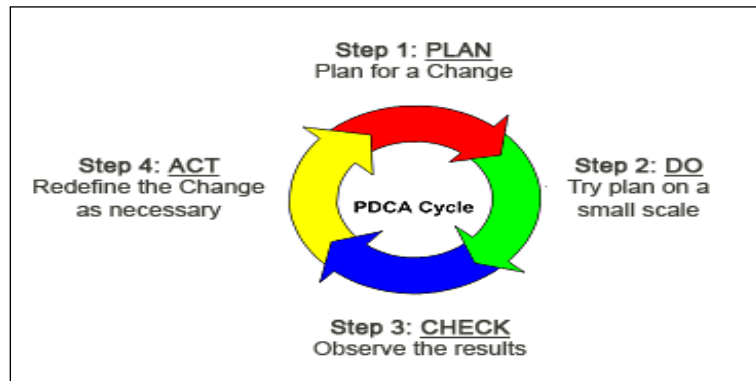 Step 1: PLAN
Plan for a Change
Step 2: DO
Try plan on a
small scale
Step 3: CHECK
Observe the results
Step 4: ACT
Redefine the Change
as necessary
PDCA Cycle